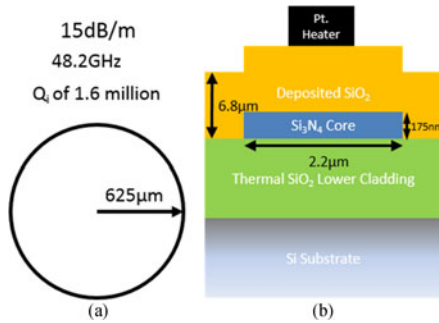 15dB/m
48.2GHz
Qi of 1.6 million
625μm
(a)
Pt.
Heater
6.8μm
Deposited SiO2
Si3N4 Core
175nm
2.2μm
Thermal SiO2 Lower Cladding
Si Substrate
(b)